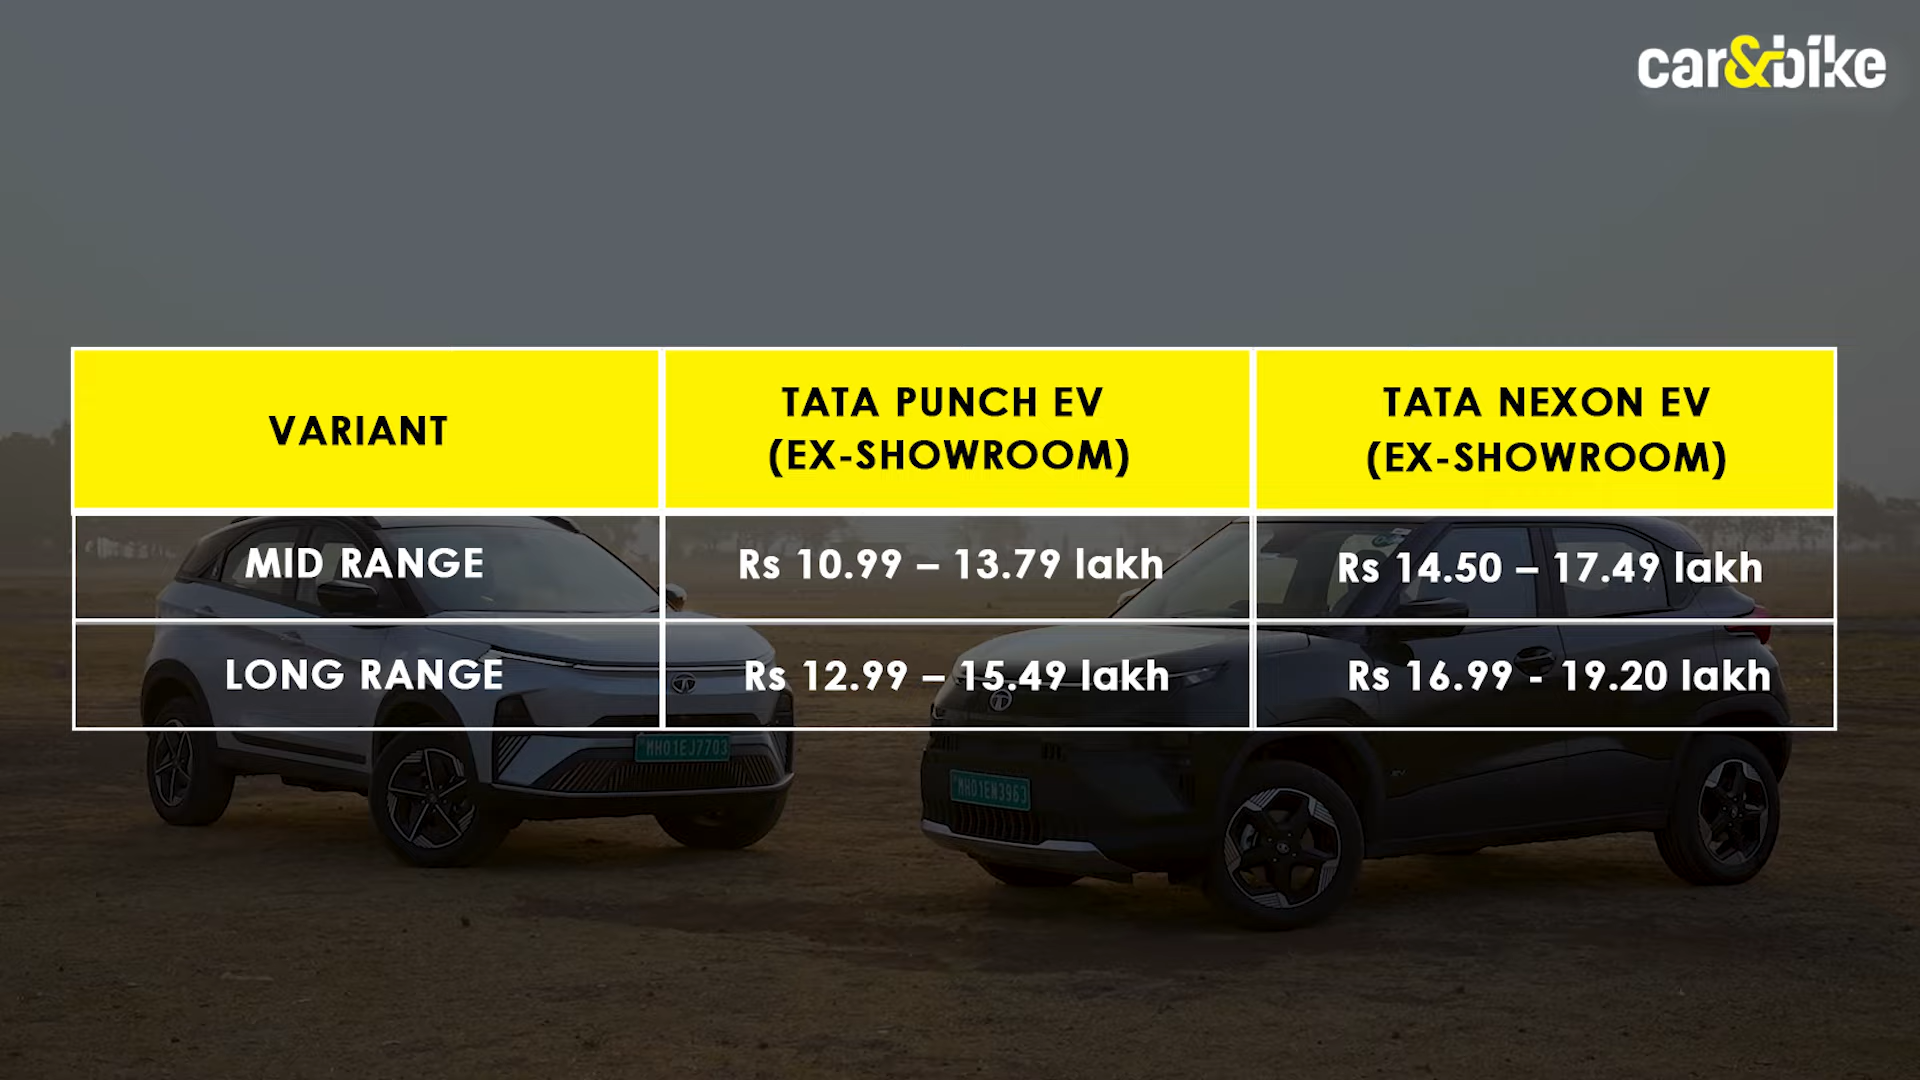 car&bike
VARIANT
TATA PUNCH EV
(EX-SHOWROOM)
TATA NEXON EV
(EX-SHOWROOM)
MID RANGE
Rs 10.99 – 13.79 lakh
Rs 14.50 – 17.49 lakh
LONG RANGE
Rs 12.99 – 15.49 lakh
Rs 16.99 - 19.20 lakh
MH01EJ7703
MH01EN3963